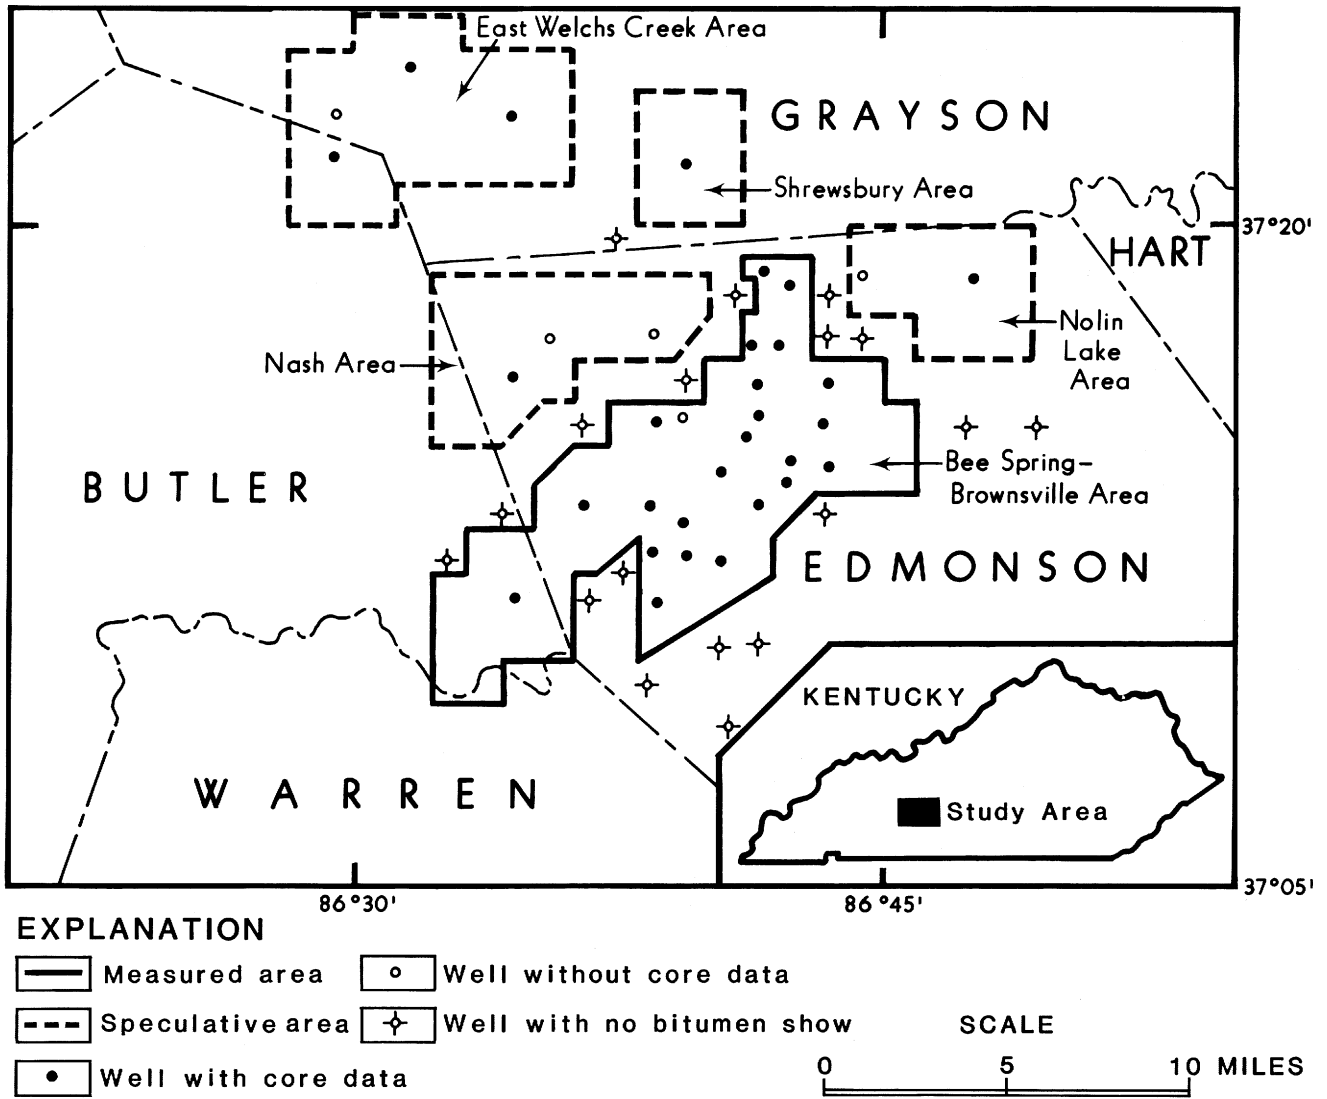 East Welchs Creek Area
GRAYSON
Shrewsbury Area
37°20'
HART
Nolin
Lake
Area
Nash Area
BUTLER
Bee Spring–
Brownsville Area
EDMONSON
KENTUCKY
WARREN
Study Area
37°05'
86°30'
86°45'
EXPLANATION
Measured area
Well without core data
Speculative area
Well with no bitumen show
Well with core data
SCALE
0 5 10 MILES